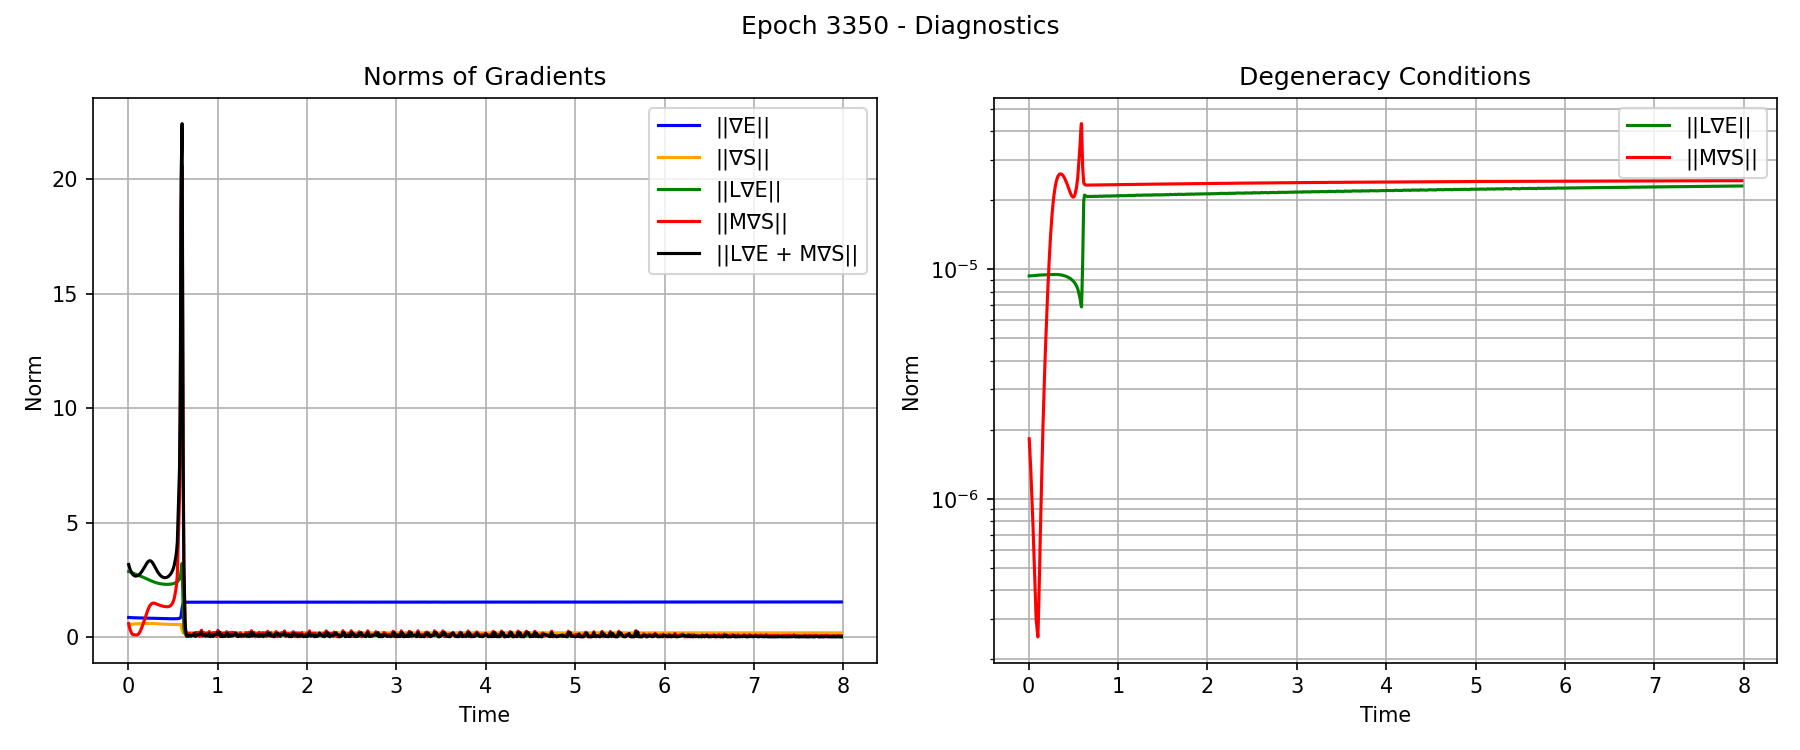 Epoch 3350 - Diagnostics
Norms of Gradients
Norm
20
15
10
5
0
0 1 2 3 4 5 6 7 8
Time
||∇E||
||∇S||
||L∇E||
||M∇S||
||L∇E + M∇S||
Degeneracy Conditions
Norm
10⁻⁵
10⁻⁶
0 1 2 3 4 5 6 7 8
Time
||L∇E||
||M∇S||